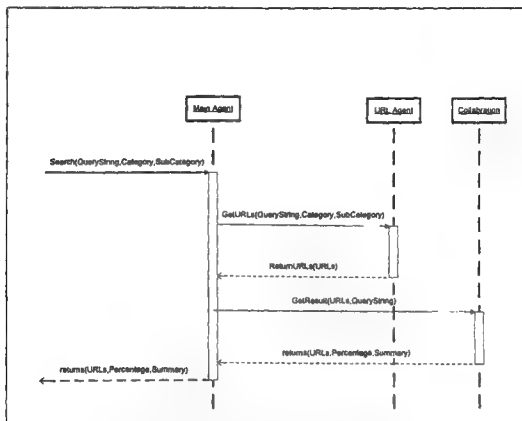 Main Agent
URL Agent
Collabration
Search(QueryString,Category,SubCategory)
GetURLs(QueryString,Category,SubCategory)
ReturnURLs(URLs)
GetResult(URLs,QueryString)
returns(URLs,Percentage,Summary)
returns(URLs,Percentage,Summary)